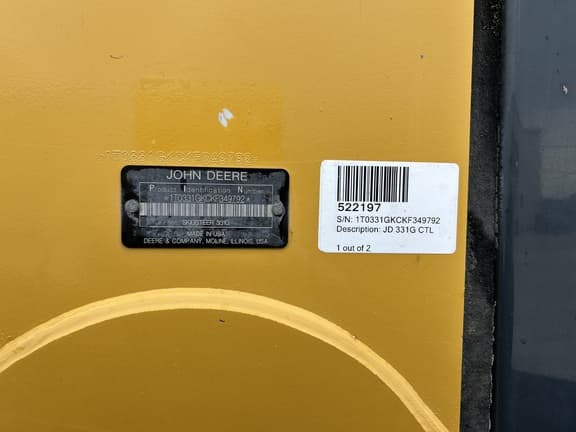 JOHN DEERE
Product Identification Number
*1T0331GKCKF349792*
MADE IN USA
DEERE & COMPANY, MOLINE, ILLINOIS, USA
522197
S/N: 1T0331GKCKF349792
Description: JD 331G CTL
1 out of 2